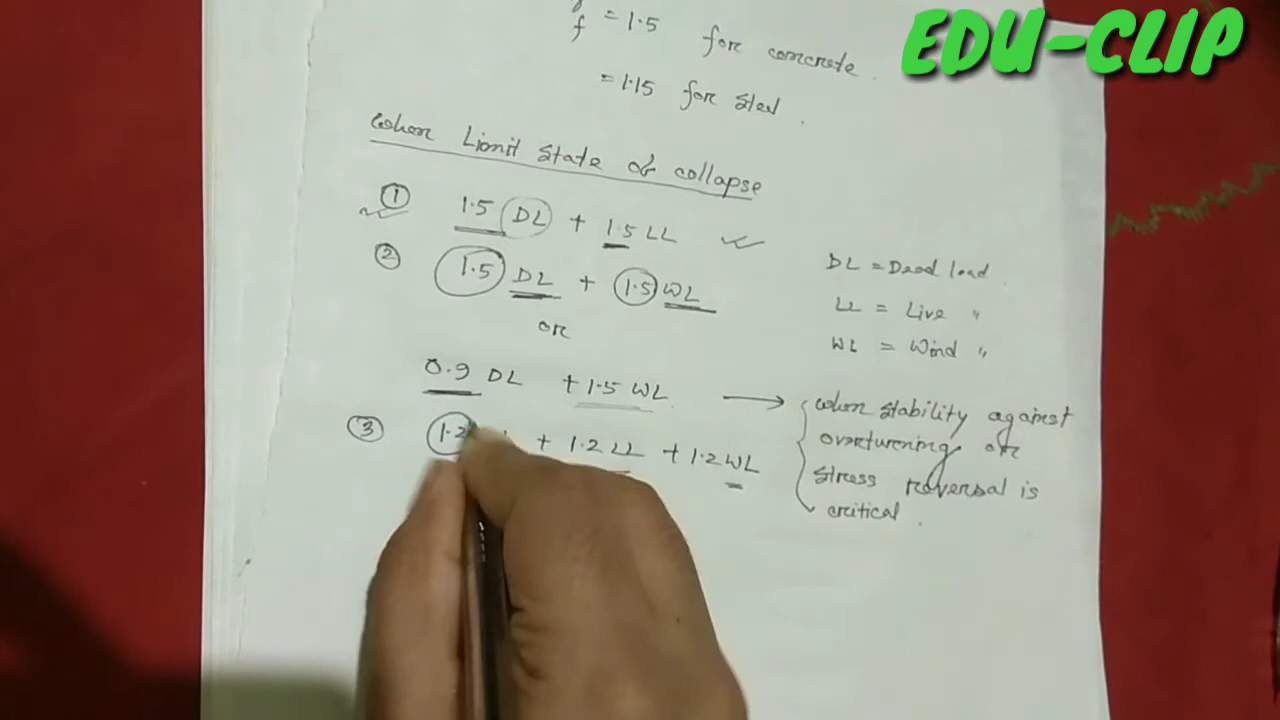 EDU-CLIP
f = 1.5 for concrete.
= 1.15 for steel.
When Limit State of collapse
① 1.5 DL + 1.5 LL
② 1.5 DL + 1.5 WL
or
0.9 DL + 1.5 WL →
③ 1.2 + 1.2 LL + 1.2 WL
DL = Dead load
LL = Live "
WL = Wind "
When stability against
overturening or
stress reversal is
critical.